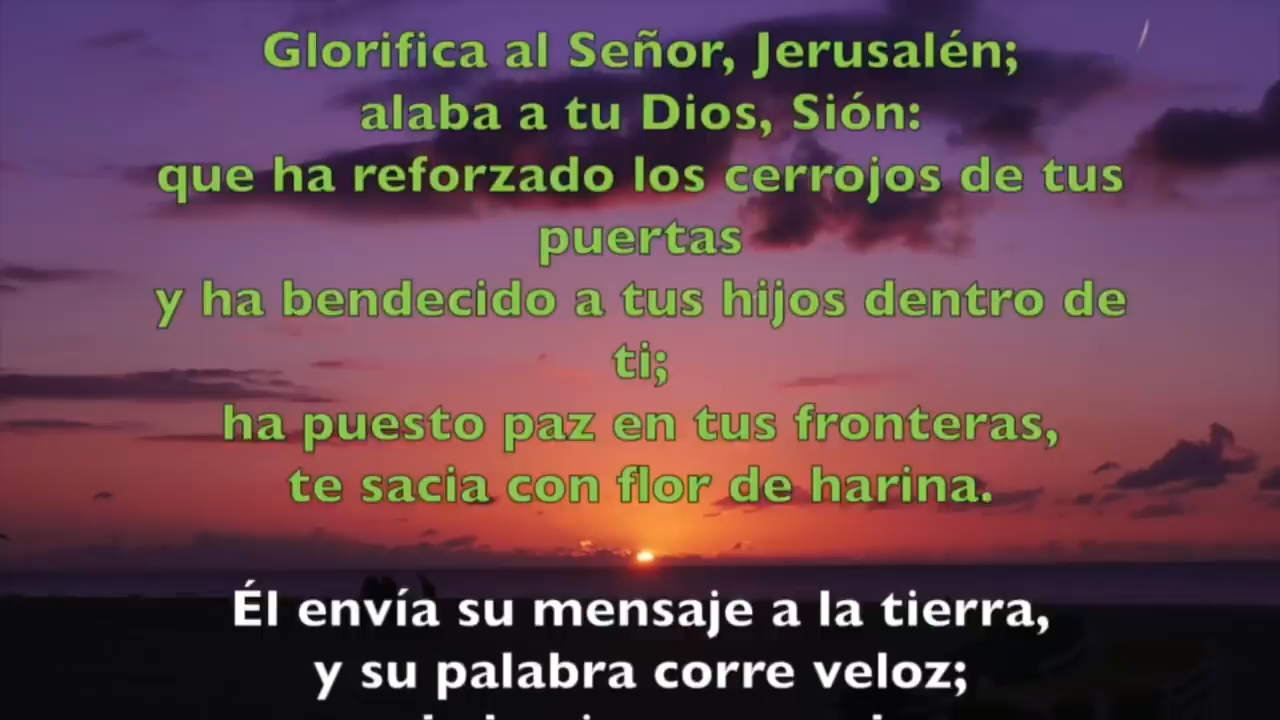 Glorifica al Señor, Jerusalén;
alaba a tu Dios, Sión:
que ha reforzado los cerrojos de tus
puertas
y ha bendecido a tus hijos dentro de
ti;
ha puesto paz en tus fronteras,
te sacia con flor de harina.
Él envía su mensaje a la tierra,
y su palabra corre veloz;